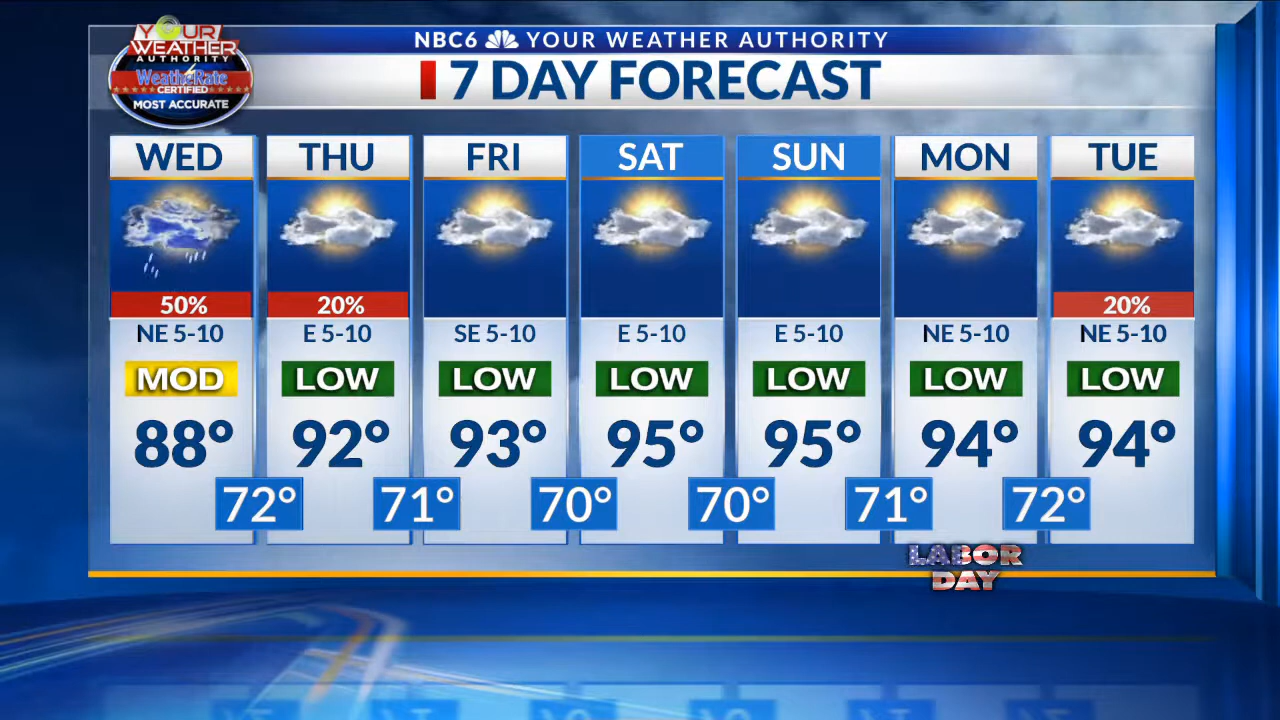 YOUR
WEATHER
AUTHORITY
WeatheRate
CERTIFIED
MOST ACCURATE
NBC6 YOUR WEATHER AUTHORITY
7 DAY FORECAST
WED THU FRI SAT SUN MON TUE
50% 20% 20%
NE 5-10 E 5-10 SE 5-10 E 5-10 E 5-10 NE 5-10 NE 5-10
MOD LOW LOW LOW LOW LOW LOW
88° 92° 93° 95° 95° 94° 94°
72° 71° 70° 70° 71° 72°
LABOR
DAY